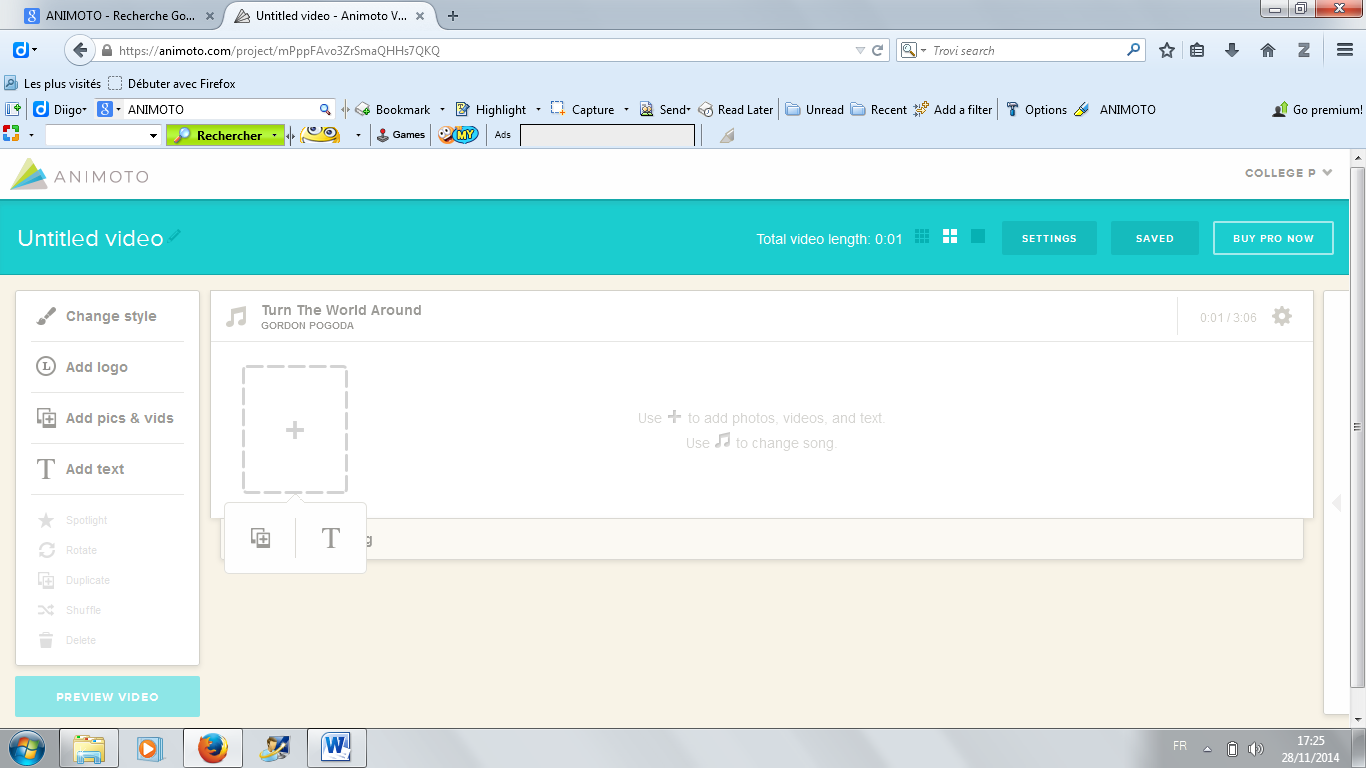 ANIMOTO - Recherche Go...
Untitled video - Animoto V...
https://animoto.com/project/mPppFAvo3ZrSmaQHHs7QKQ
Trovi search
Les plus visités
Débuter avec Firefox
Diigo
ANIMOTO
Bookmark
Highlight
Capture
Send
Read Later
Unread
Recent
Add a filter
Options
ANIMOTO
Go premium!
Rechercher
Games
MY
Ads
ANIMOTO
COLLEGE P
Untitled video
Total video length: 0:01
SETTINGS
SAVED
BUY PRO NOW
Change style
Add logo
Add pics & vids
Add text
Spotlight
Rotate
Duplicate
Shuffle
Delete
PREVIEW VIDEO
Turn The World Around
GORDON POGODA
0:01 / 3:06
Use + to add photos, videos, and text.
Use to change song.
T
g
FR
17:25
28/11/2014